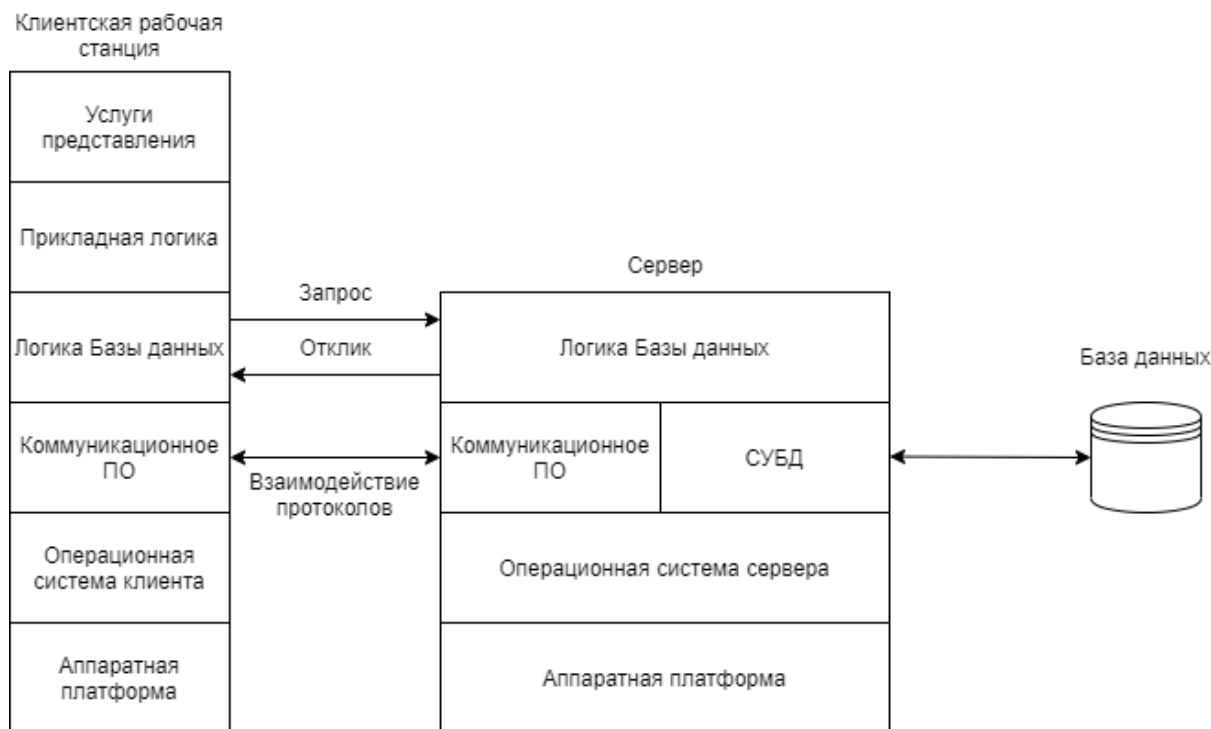 Клиентская рабочая
станция
Услуги
представления
Прикладная логика
Сервер
Запрос
Логика Базы данных
Отклик
Логика Базы данных
База данных
Коммуникационное
ПО
Взаимодействие
протоколов
Коммуникационное
ПО
СУБД
Операционная
система клиента
Операционная система сервера
Аппаратная
платформа
Аппаратная платформа